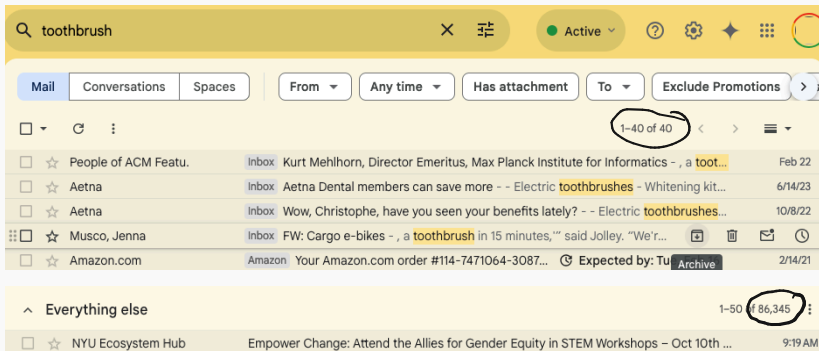 toothbrush
Active
Mail Conversations Spaces From Any time Has attachment To Exclude Promotions
1–40 of 40
People of ACM Featu. Inbox Kurt Mehlhorn, Director Emeritus, Max Planck Institute for Informatics - , a toot... Feb 22
Aetna Inbox Aetna Dental members can save more - - Electric toothbrushes - Whitening kit... 6/14/23
Aetna Inbox Wow, Christophe, have you seen your benefits lately? - - Electric toothbrushes... 10/8/22
Musco, Jenna Inbox FW: Cargo e-bikes - , a toothbrush in 15 minutes,'” said Jolley. “We'r...
Amazon.com Amazon Your Amazon.com order #114-7471064-3087... Expected by: Tu 2/14/21
Archive
Everything else 1–50 of 86,345
NYU Ecosystem Hub Empower Change: Attend the Allies for Gender Equity in STEM Workshops – Oct 10th ... 9:19 AM